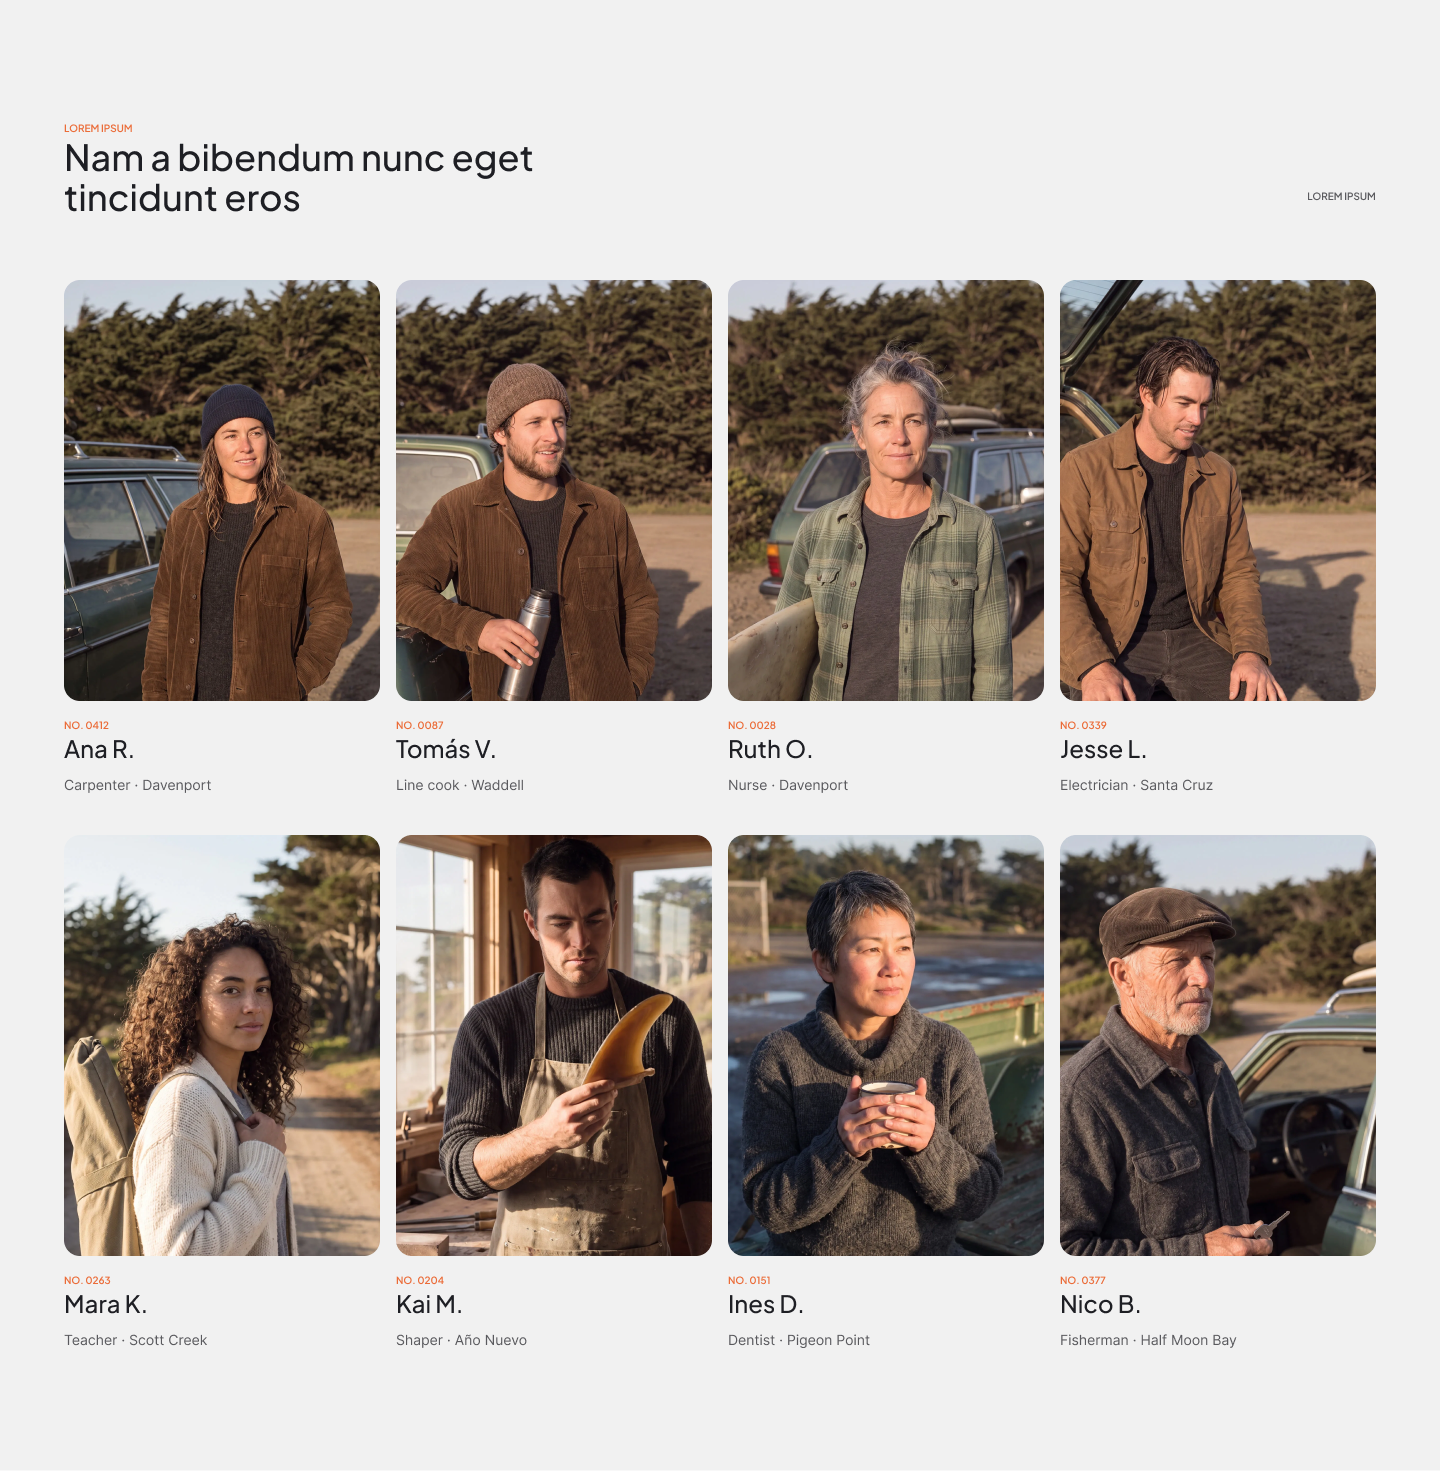 LOREM IPSUM
Nam a bibendum nunc eget
tincidunt eros
LOREM IPSUM
NO. 0412
Ana R.
Carpenter · Davenport
NO. 0087
Tomás V.
Line cook · Waddell
NO. 0028
Ruth O.
Nurse · Davenport
NO. 0339
Jesse L.
Electrician · Santa Cruz
NO. 0263
Mara K.
Teacher · Scott Creek
NO. 0204
Kai M.
Shaper · Año Nuevo
NO. 0151
Ines D.
Dentist · Pigeon Point
NO. 0377
Nico B.
Fisherman · Half Moon Bay